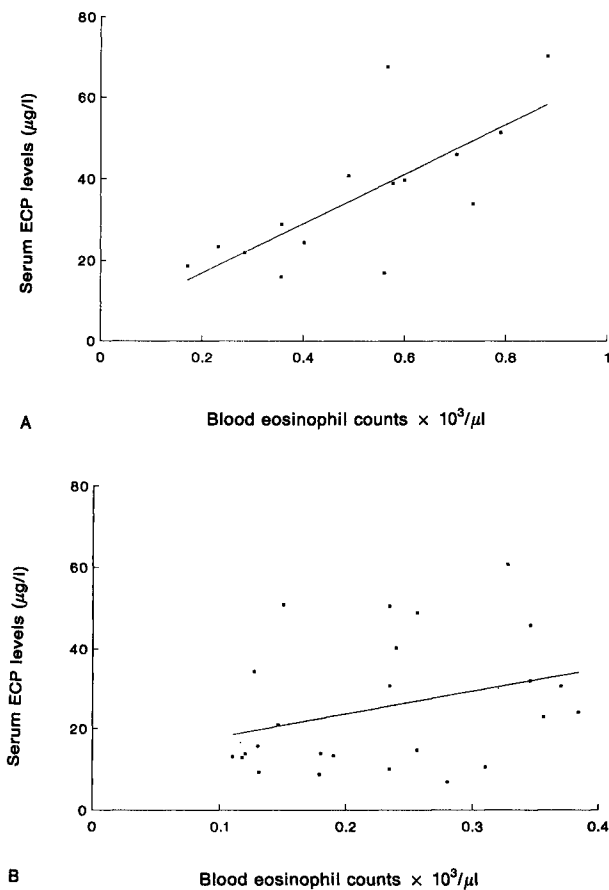 80
60
40
20
0
Serum ECP levels (μg/l)
0 0.2 0.4 0.6 0.8 1
A Blood eosinophil counts × 10³/μl
80
60
40
20
0
Serum ECP levels (μg/l)
0 0.1 0.2 0.3 0.4
B Blood eosinophil counts × 10³/μl